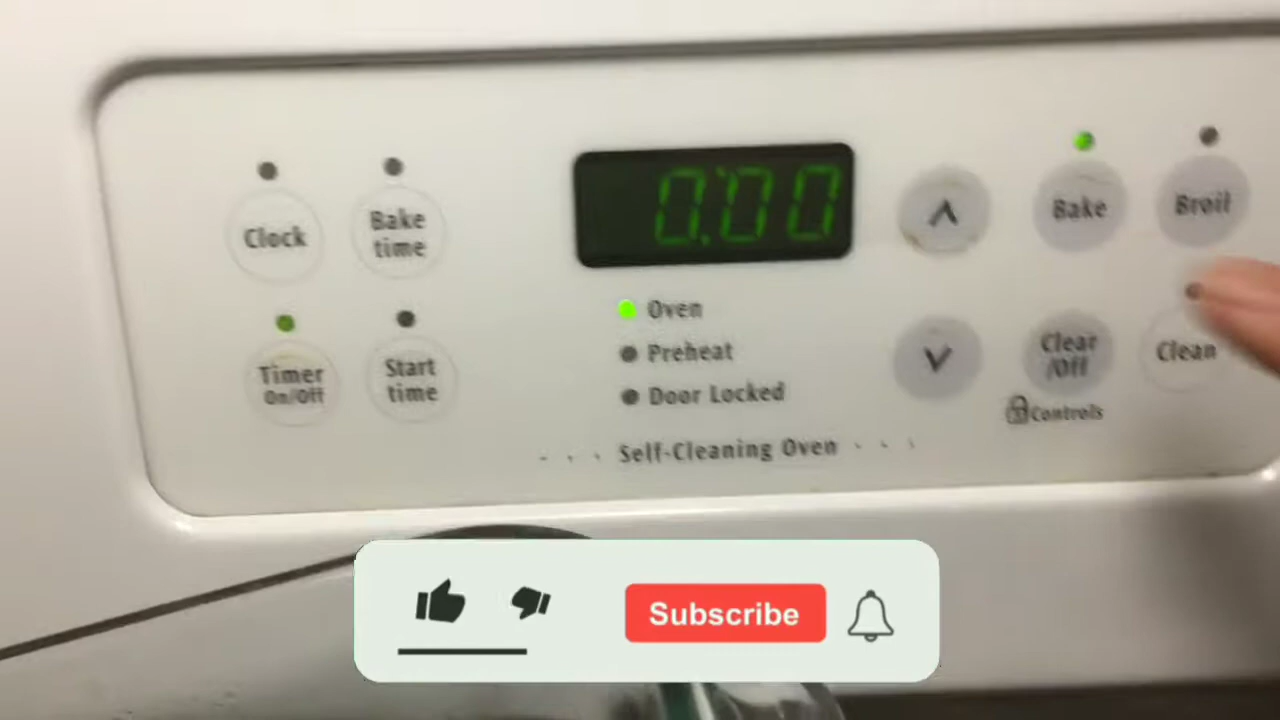 Clock
Bake
time
0:00
Bake
Broil
Timer
On/Off
Start
time
Oven
Preheat
Door Locked
Clear
/Off
Clean
Controls
Self-Cleaning Oven
Subscribe